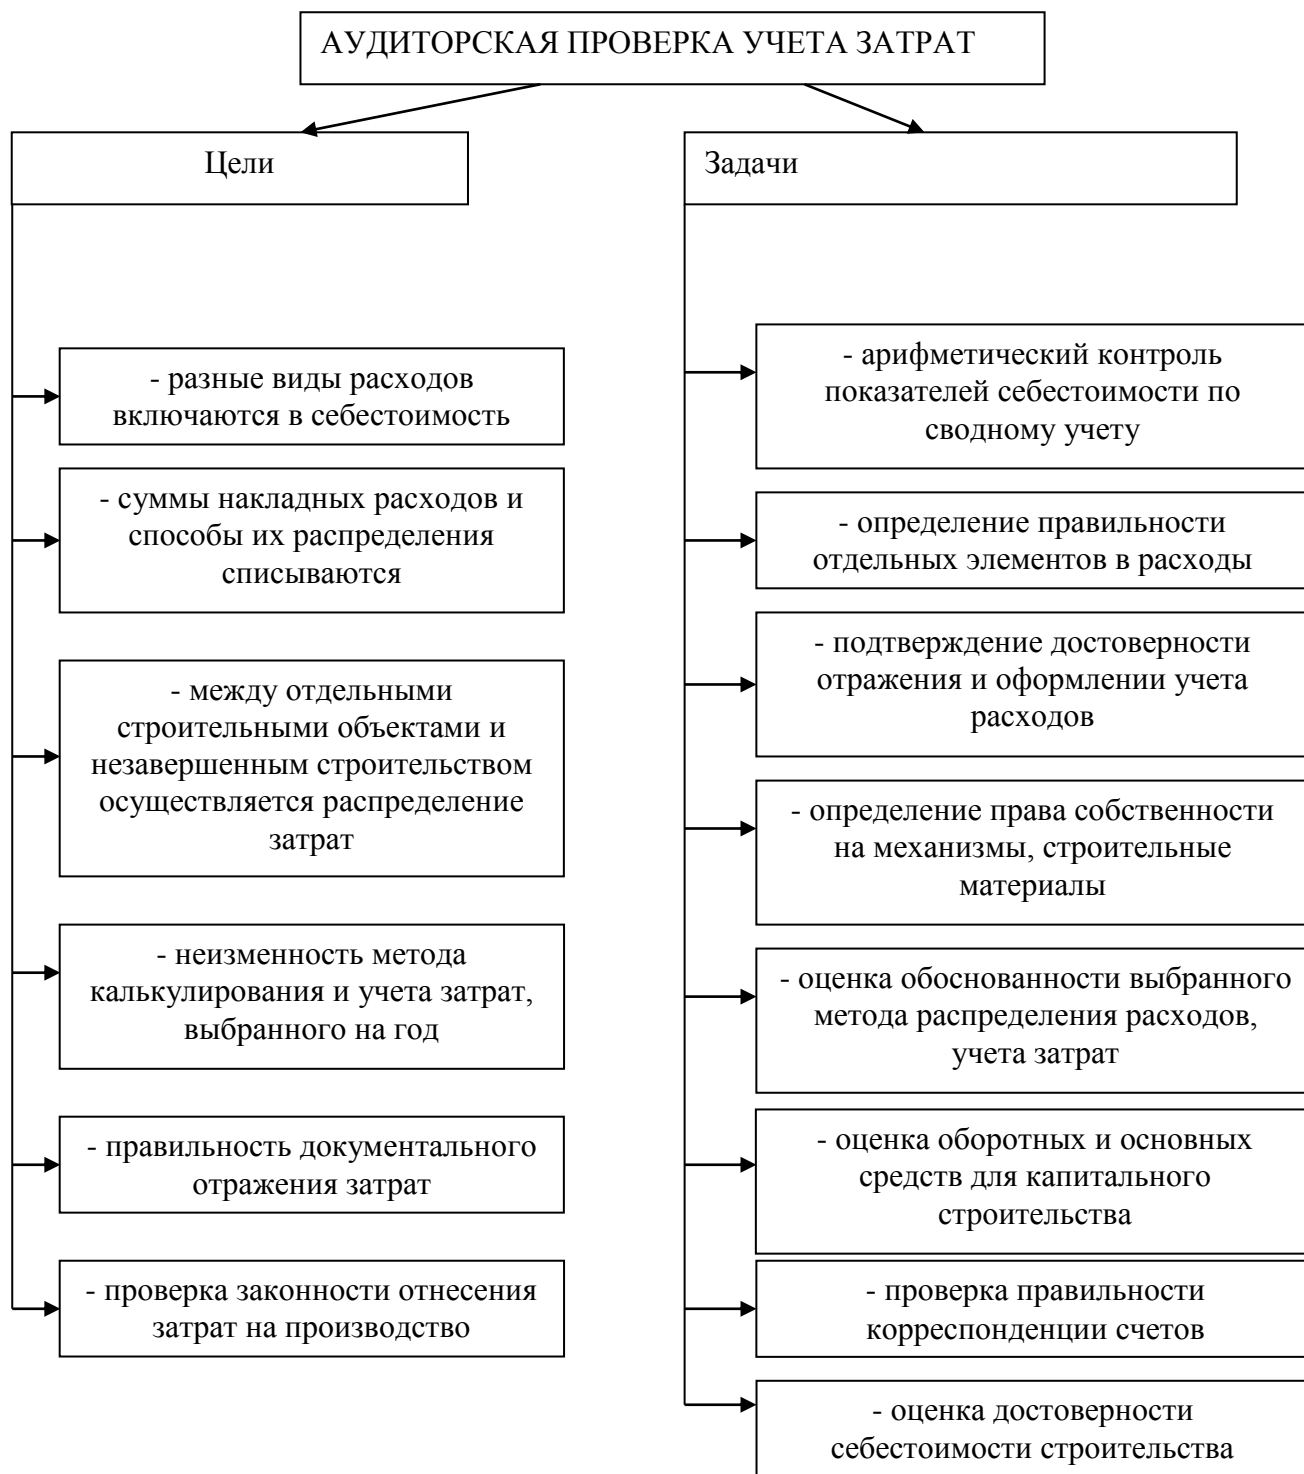 АУДИТОРСКАЯ ПРОВЕРКА УЧЕТА ЗАТРАТ
Цели
- разные виды расходов
включаются в себестоимость
- суммы накладных расходов и
способы их распределения
списываются
- между отдельными
строительными объектами и
незавершенным строительством
осуществляется распределение
затрат
- неизменность метода
калькулирования и учета затрат,
выбранного на год
- правильность документального
отражения затрат
- проверка законности отнесения
затрат на производство
Задачи
- арифметический контроль
показателей себестоимости по
сводному учету
- определение правильности
отдельных элементов в расходы
- подтверждение достоверности
отражения и оформлении учета
расходов
- определение права собственности
на механизмы, строительные
материалы
- оценка обоснованности выбранного
метода распределения расходов,
учета затрат
- оценка оборотных и основных
средств для капитального
строительства
- проверка правильности
корреспонденции счетов
- оценка достоверности
себестоимости строительства